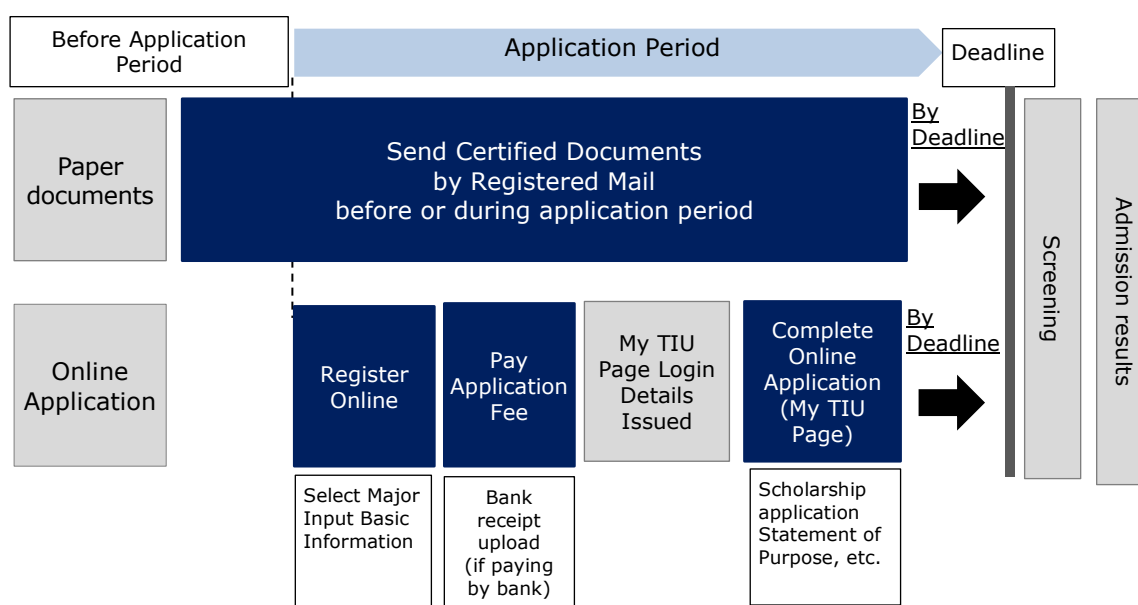 Before Application
Period
Application Period
Deadline
Paper
documents
Send Certified Documents
by Registered Mail
before or during application period
By
Deadline
Screening
Admission results
Online
Application
Register
Online
Pay
Application
Fee
My TIU
Page Login
Details
Issued
Complete
Online
Application
(My TIU
Page)
By
Deadline
Select Major
Input Basic
Information
Bank
receipt
upload
(if paying
by bank)
Scholarship
application
Statement of
Purpose, etc.